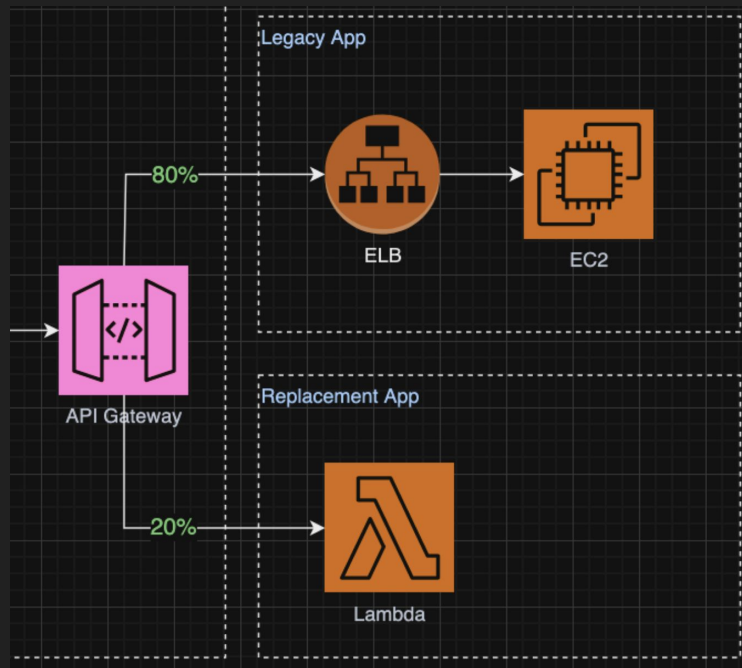 Legacy App
80%
ELB
EC2
</>
API Gateway
Replacement App
20%
Lambda